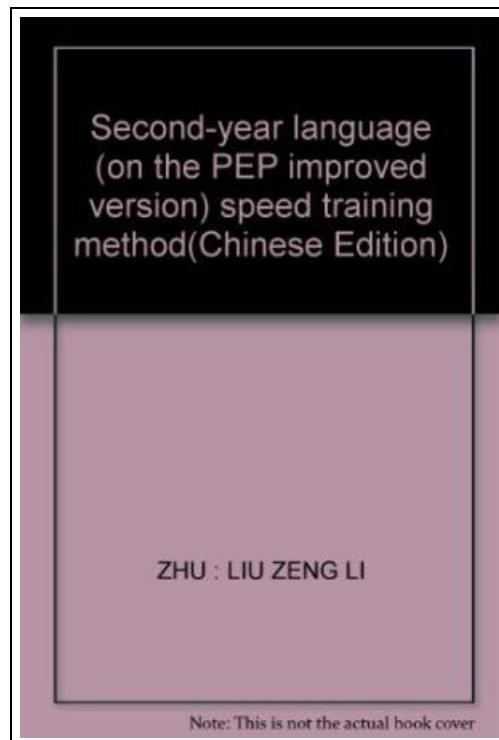 Second-year language
(on the PEP improved
version) speed training
method(Chinese Edition)
ZHU : LIU ZENG LI
Note: This is not the actual book cover